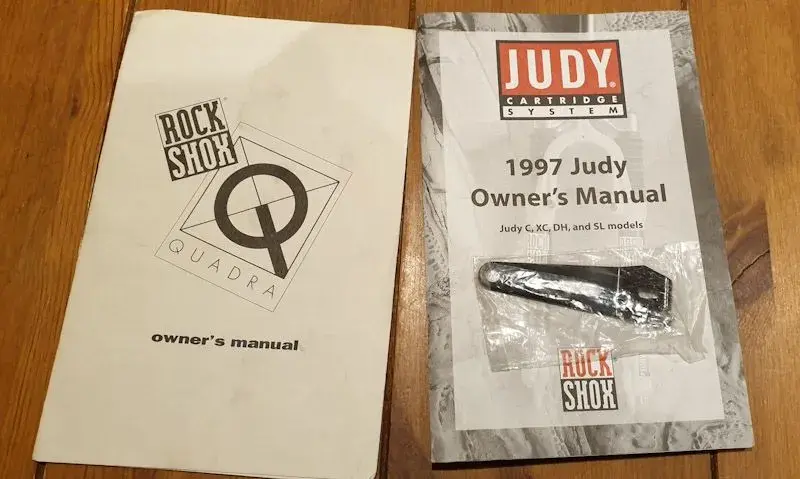 ROCK
SHOX
®
QUADRA
owner's manual
JUDY®
CARTRIDGE
SYSTEM
1997 Judy
Owner's Manual
Judy C, XC, DH, and SL models
ROCK
SHOX